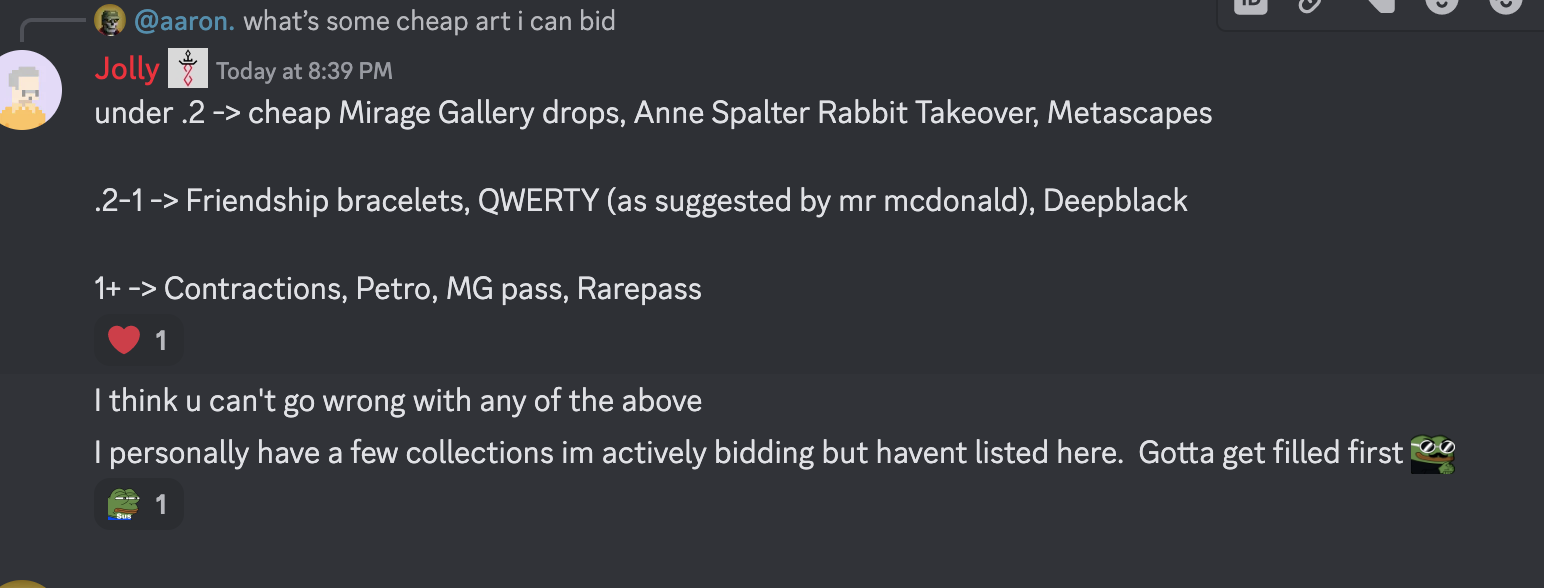 @aaron. what's some cheap art i can bid
Jolly Today at 8:39 PM
under .2 -> cheap Mirage Gallery drops, Anne Spalter Rabbit Takeover, Metascapes
.2-1 -> Friendship bracelets, QWERTY (as suggested by mr mcdonald), Deepblack
1+ -> Contractions, Petro, MG pass, Rarepass
1
I think u can't go wrong with any of the above
I personally have a few collections im actively bidding but havent listed here.  Gotta get filled first
Sus 1